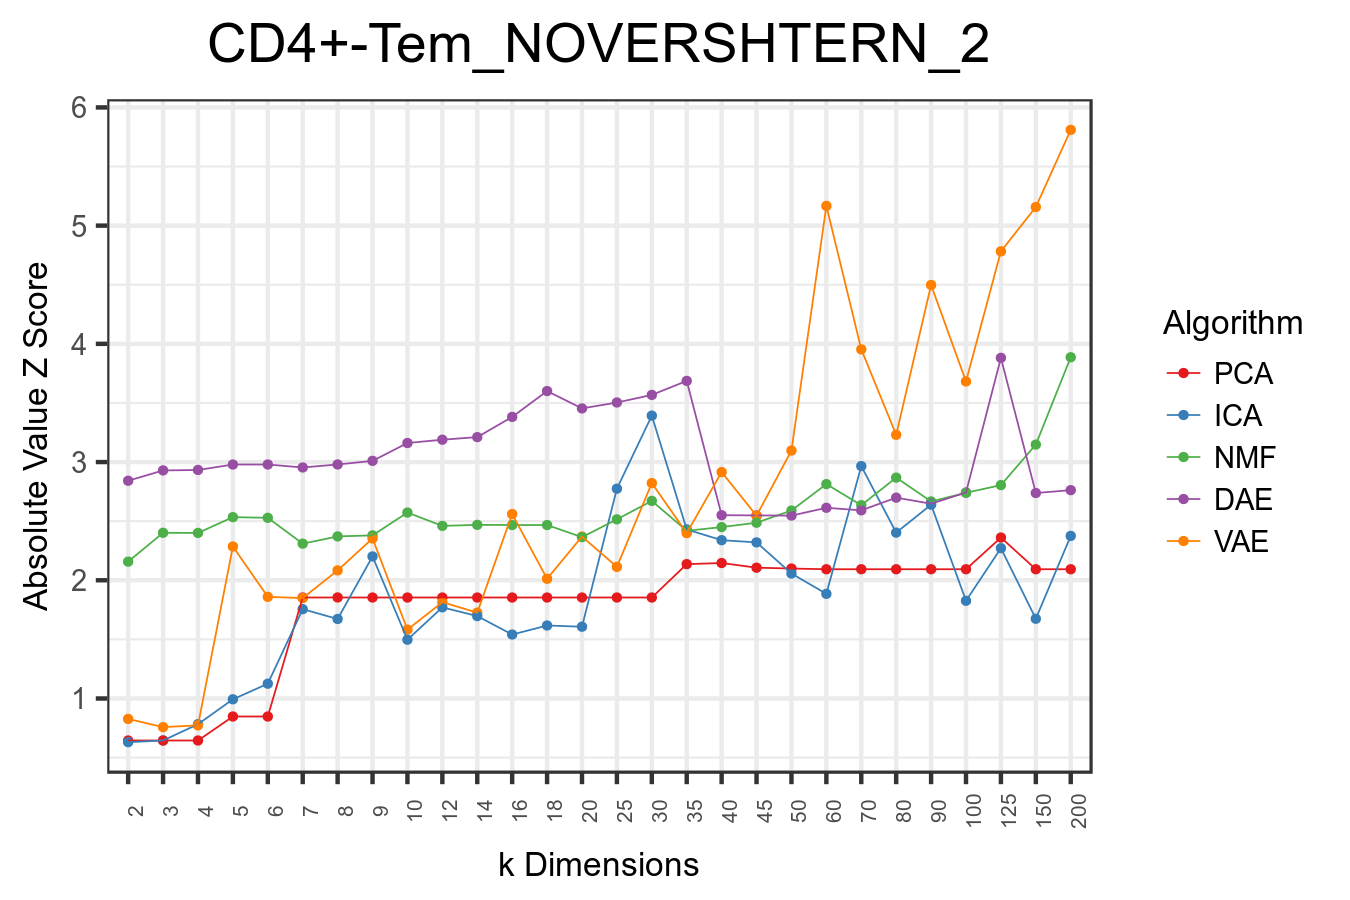 CD4+-Tem_NOVERSHTERN_2
Absolute Value Z Score
6
5
4
3
2
1
2 3 4 5 6 7 8 9 10 12 14 16 18 20 25 30 35 40 45 50 60 70 80 90 100 125 150 200
k Dimensions
Algorithm
PCA
ICA
NMF
DAE
VAE